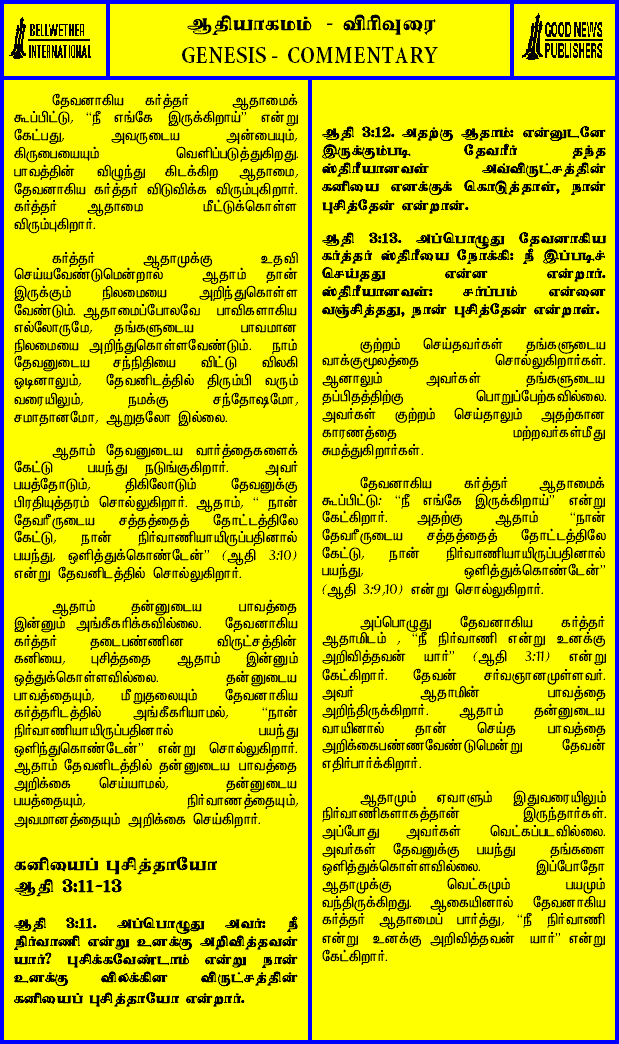 BELLWETHER
INTERNATIONAL
ஆதியாகமம் - விரிவுரை
GENESIS - COMMENTARY
GOOD NEWS
PUBLISHERS
தேவனாகிய கர்த்தர் ஆதாமைக்
கூப்பிட்டு, “நீ எங்கே இருக்கிறாய்” என்று
கேட்பது, அவருடைய அன்பையும்,
கிருபையையும் வெளிப்படுத்துகிறது.
பாவத்தின் விழுந்து கிடக்கிற ஆதாமை,
தேவனாகிய கர்த்தர் விடுவிக்க விரும்புகிறார்.
கர்த்தர் ஆதாமை மீட்டுக்கொள்ள
விரும்புகிறார்.
கர்த்தர் ஆதாமுக்கு உதவி
செய்யவேண்டுமென்றால் ஆதாம் தான்
இருக்கும் நிலமையை அறிந்துகொள்ள
வேண்டும். ஆதாமைப்போலவே பாவிகளாகிய
எல்லோருமே, தங்களுடைய பாவமான
நிலமையை அறிந்துகொள்ளவேண்டும். நாம்
தேவனுடைய சந்நிதியை விட்டு விலகி
ஓடினாலும், தேவனிடத்தில் திரும்பி வரும்
வரையிலும், நமக்கு சந்தோஷமோ,
சமாதானமோ, ஆறுதலோ இல்லை.
ஆதாம் தேவனுடைய வார்த்தைகளைக்
கேட்டு பயந்து நடுங்குகிறார். அவர்
பயத்தோடும், திகிலோடும் தேவனுக்கு
பிரதியுத்தரம் சொல்லுகிறார். ஆதாம், “ நான்
தேவரீருடைய சத்தத்தைத் தோட்டத்திலே
கேட்டு, நான் நிர்வாணியாயிருப்பதினால்
பயந்து, ஒளித்துக்கொண்டேன்” (ஆதி 3:10)
என்று தேவனிடத்தில் சொல்லுகிறார்.
ஆதாம் தன்னுடைய பாவத்தை
இன்னும் அங்கீகரிக்கவில்லை. தேவனாகிய
கர்த்தர் தடைபண்ணின விருட்சத்தின்
கனியை, புசித்ததை ஆதாம் இன்னும்
ஒத்துக்கொள்ளவில்லை. தன்னுடைய
பாவத்தையும், மீறுதலையும் தேவனாகிய
கர்த்தரிடத்தில் அங்கீகரியாமல், “நான்
நிர்வாணியாயிருப்பதினால் பயந்து
ஒளிந்துகொண்டேன்” என்று சொல்லுகிறார்.
ஆதாம் தேவனிடத்தில் தன்னுடைய பாவத்தை
அறிக்கை செய்யாமல், தன்னுடைய
பயத்தையும், நிர்வாணத்தையும்,
அவமானத்தையும் அறிக்கை செய்கிறார்.
கனியைப் புசித்தாயோ
ஆதி 3:11-13
ஆதி 3:11. அப்பொழுது அவர்: நீ
நிர்வாணி என்று உனக்கு அறிவித்தவன்
யார்? புசிக்கவேண்டாம் என்று நான்
உனக்கு விலக்கின விருட்சத்தின்
கனியைப் புசித்தாயோ என்றார்.
ஆதி 3:12. அதற்கு ஆதாம்: என்னுடனே
இருக்கும்படி தேவரீர் தந்த
ஸ்திரீயானவள் அவ்விருட்சத்தின்
கனியை எனக்குக் கொடுத்தாள், நான்
புசித்தேன் என்றான்.
ஆதி 3:13. அப்பொழுது தேவனாகிய
கர்த்தர் ஸ்திரீயை நோக்கி: நீ இப்படிச்
செய்தது என்ன என்றார்.
ஸ்திரீயானவள்: சர்ப்பம் என்னை
வஞ்சித்தது, நான் புசித்தேன் என்றாள்.
குற்றம் செய்தவர்கள் தங்களுடைய
வாக்குமூலத்தை சொல்லுகிறார்கள்.
ஆனாலும் அவர்கள் தங்களுடைய
தப்பிதத்திற்கு பொறுப்பேற்கவில்லை.
அவர்கள் குற்றம் செய்தாலும் அதற்கான
காரணத்தை மற்றவர்கள்மீது
சுமத்துகிறார்கள்.
தேவனாகிய கர்த்தர் ஆதாமைக்
கூப்பிட்டு: “நீ எங்கே இருக்கிறாய்” என்று
கேட்கிறார். அதற்கு ஆதாம் “நான்
தேவரீருடைய சத்தத்தைத் தோட்டத்திலே
கேட்டு, நான் நிர்வாணியாயிருப்பதினால்
பயந்து, ஒளித்துக்கொண்டேன்”
(ஆதி 3:9,10) என்று சொல்லுகிறார்.
அப்பொழுது தேவனாகிய கர்த்தர்
ஆதாமிடம் , “நீ நிர்வாணி என்று உனக்கு
அறிவித்தவன் யார்” (ஆதி 3:11) என்று
கேட்கிறார். தேவன் சர்வஞானமுள்ளவர்.
அவர் ஆதாமின் பாவத்தை
அறிந்திருக்கிறார். ஆதாம் தன்னுடைய
வாயினால் தான் செய்த பாவத்தை
அறிக்கைபண்ணவேண்டுமென்று தேவன்
எதிர்பார்க்கிறார்.
ஆதாமும் ஏவாளும் இதுவரையிலும்
நிர்வாணிகளாகத்தான் இருந்தார்கள்.
அப்போது அவர்கள் வெட்கப்படவில்லை.
அவர்கள் தேவனுக்கு பயந்து தங்களை
ஒளித்துக்கொள்ளவில்லை. இப்போதோ
ஆதாமுக்கு வெட்கமும் பயமும்
வந்திருக்கிறது. ஆகையினால் தேவனாகிய
கர்த்தர் ஆதாமைப் பார்த்து, “நீ நிர்வாணி
என்று உனக்கு அறிவித்தவன் யார்” என்று
கேட்கிறார்.